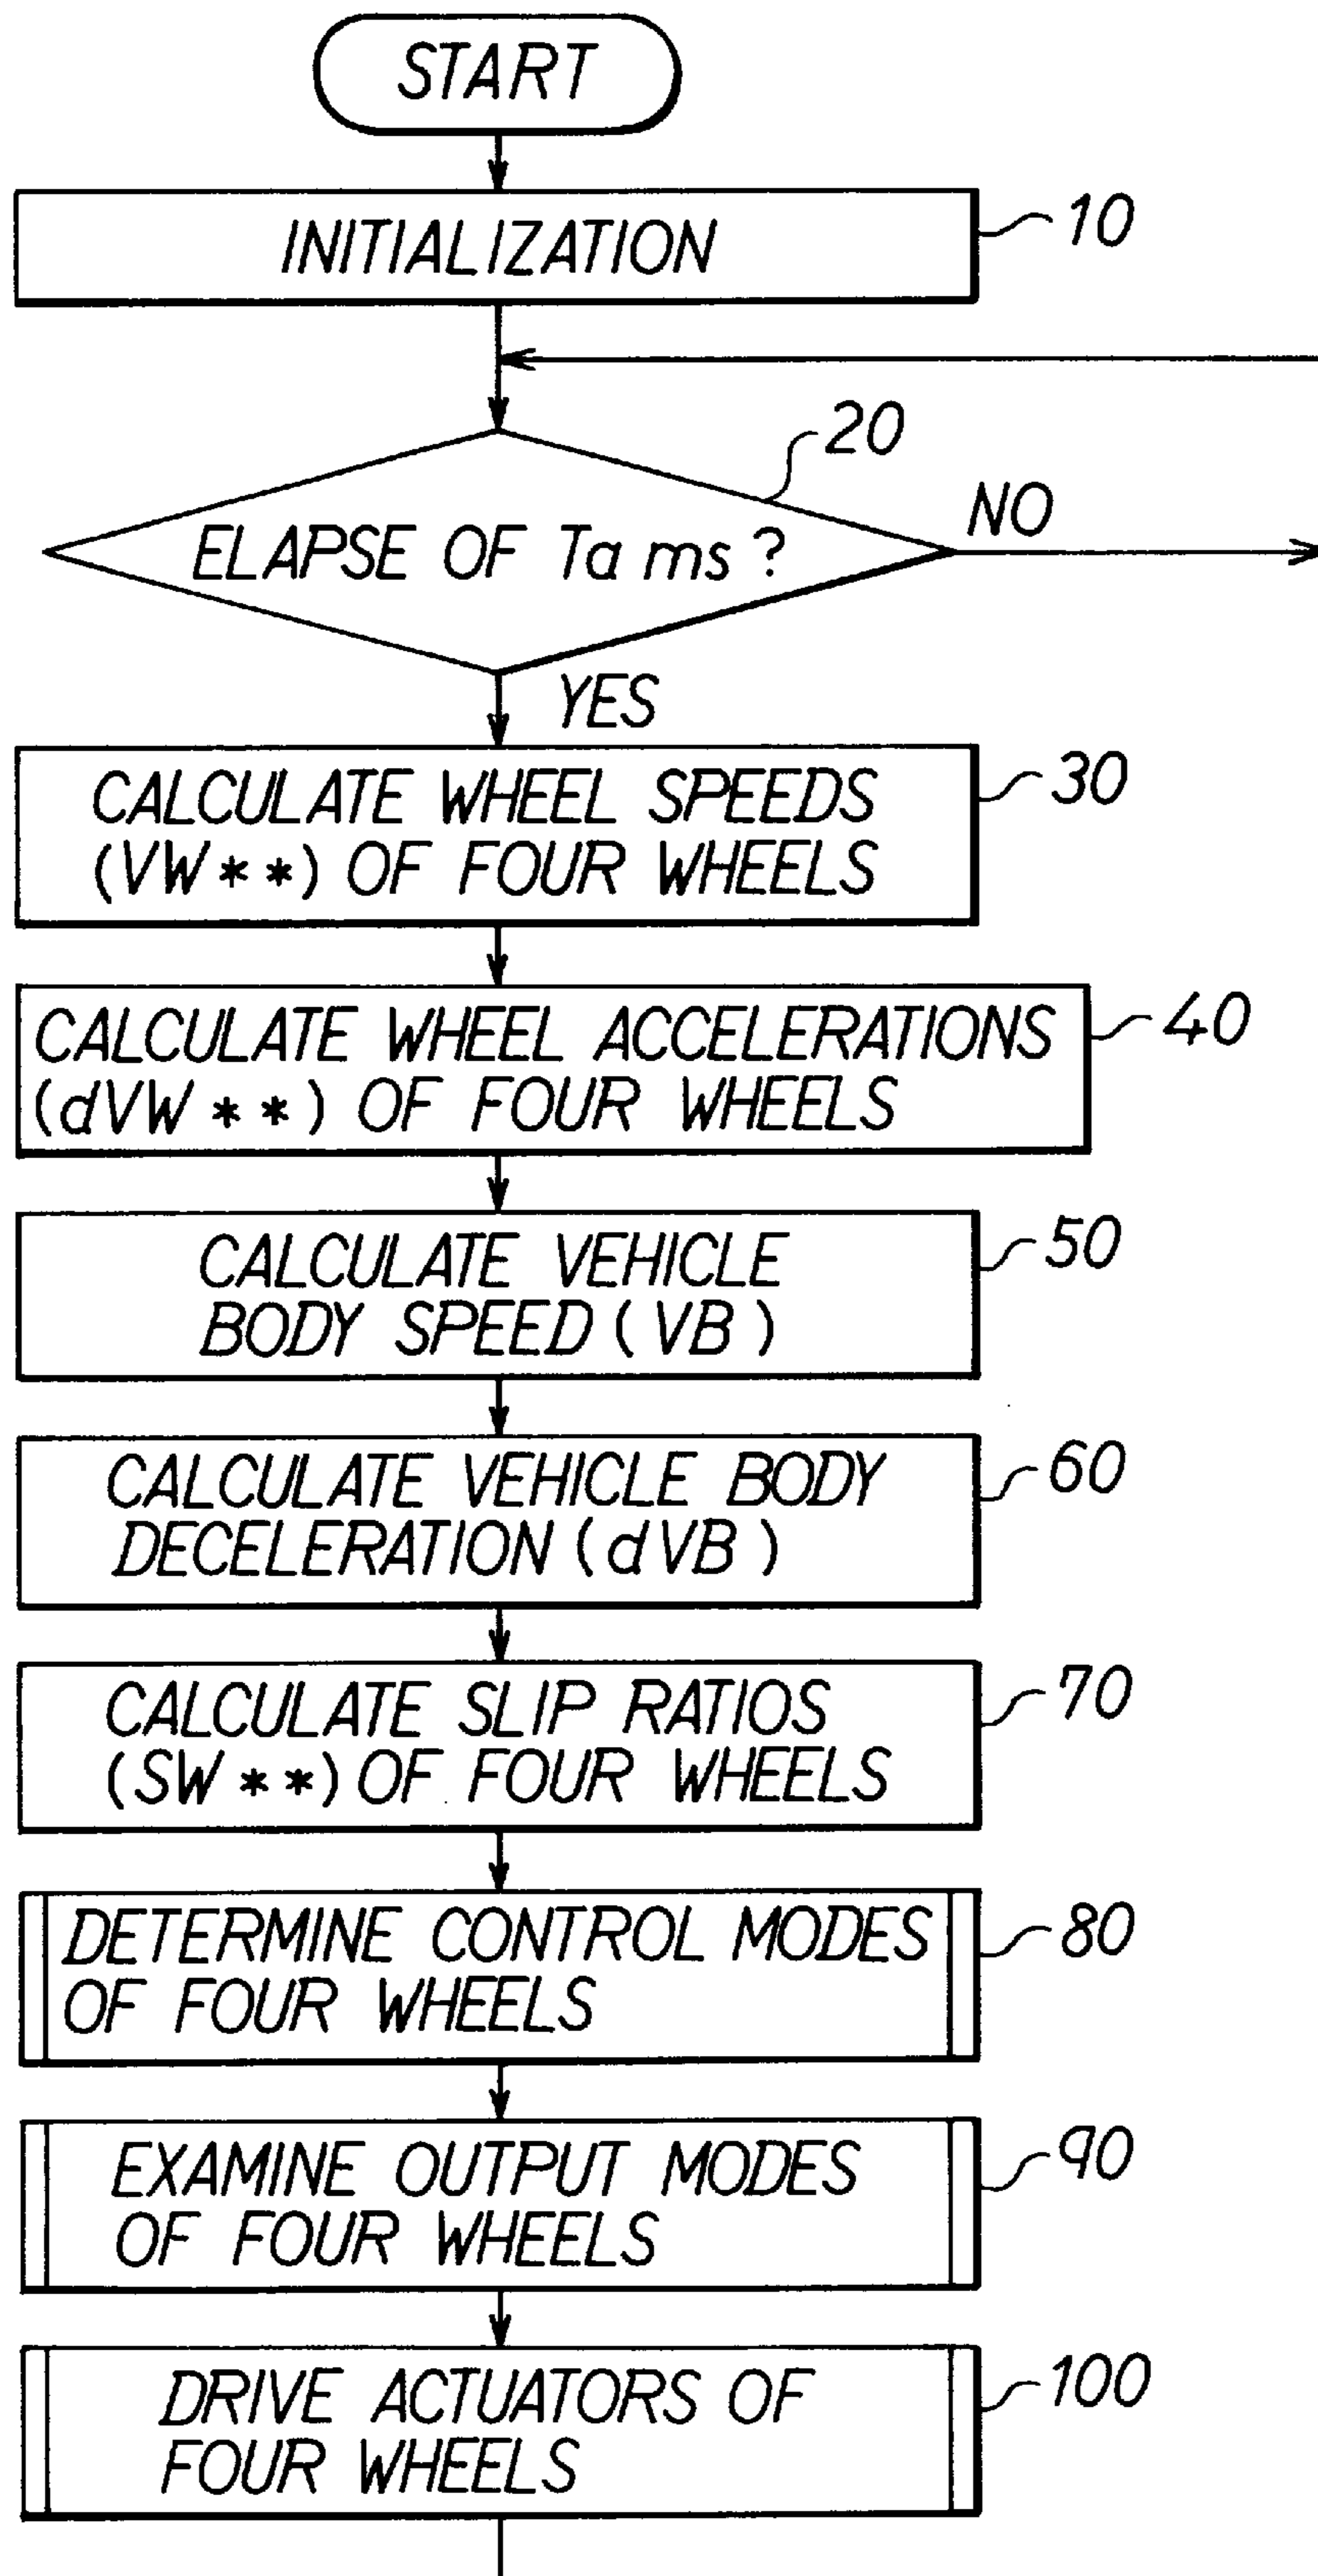 START
INITIALIZATION
10
20
ELAPSE OF Ta ms ?
NO
YES
CALCULATE WHEEL SPEEDS
(VW**) OF FOUR WHEELS
30
CALCULATE WHEEL ACCELERATIONS
(dVW**) OF FOUR WHEELS
40
CALCULATE VEHICLE
BODY SPEED (VB)
50
CALCULATE VEHICLE BODY
DECELERATION (dVB)
60
CALCULATE SLIP RATIOS
(SW**) OF FOUR WHEELS
70
DETERMINE CONTROL MODES
OF FOUR WHEELS
80
EXAMINE OUTPUT MODES
OF FOUR WHEELS
90
DRIVE ACTUATORS OF
FOUR WHEELS
100